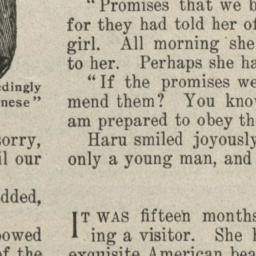 edingly
nese"
sorry,
il our
dded,
bowed
of the
"Promises that we b
for they had told her of
girl. All morning she
to her. Perhaps she ha
"If the promises we
mend them? You know
am prepared to obey th
Haru smiled joyously
only a young man, and
IT WAS fifteen months
ing a visitor. She h
exquisite American bea